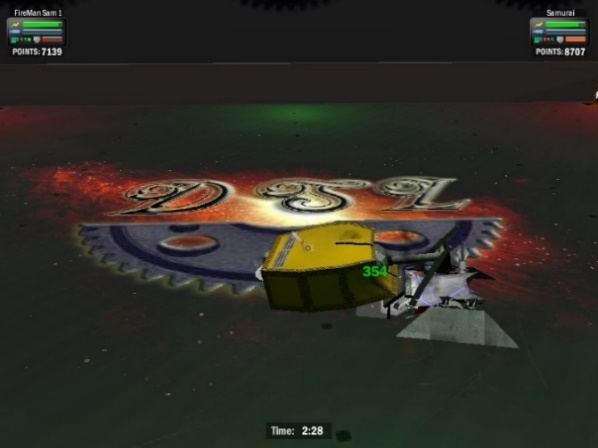 FireMan Sam 1
POINTS: 7139
Samurai
POINTS: 8707
DSL
354
Time: 2:28